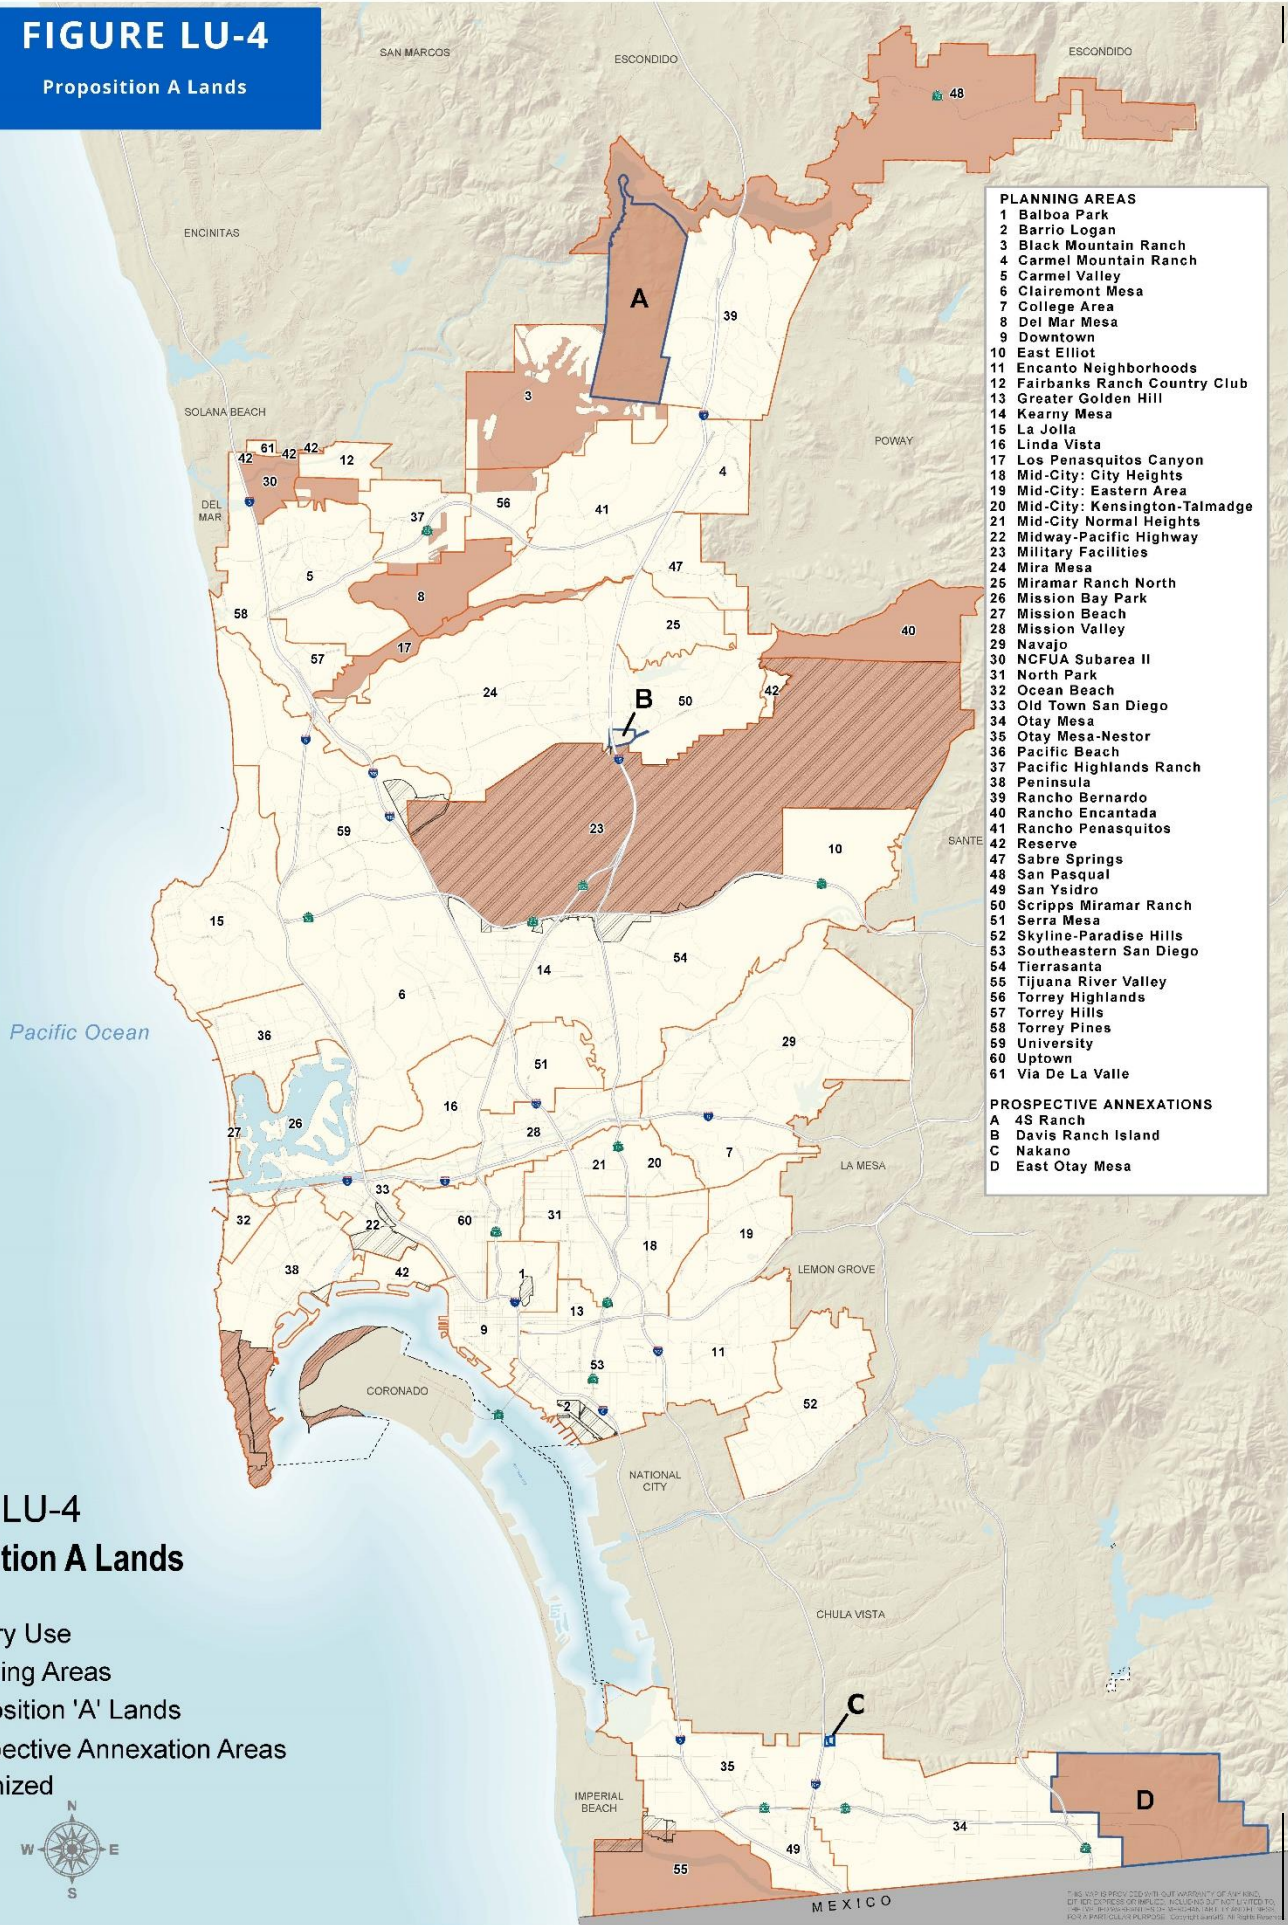 FIGURE LU-4
Proposition A Lands
SAN MARCOS
ESCONDIDO
ESCONDIDO
48
ENCINITAS
A
39
3
SOLANA BEACH
POWAY
61
42
42
42
12
30
4
DEL
MAR
37
56
41
5
47
8
58
25
40
17
57
24
B
50
42
59
23
10
SANTE
15
54
14
6
Pacific Ocean
36
29
51
16
26
27
28
7
21
20
LA MESA
33
32
22
60
31
19
18
38
42
1
LEMON GROVE
13
9
11
53
CORONADO
2
52
NATIONAL
CITY
CHULA VISTA
C
35
IMPERIAL
BEACH
D
34
49
55
MEXICO
PLANNING AREAS
1 Balboa Park
2 Barrio Logan
3 Black Mountain Ranch
4 Carmel Mountain Ranch
5 Carmel Valley
6 Clairemont Mesa
7 College Area
8 Del Mar Mesa
9 Downtown
10 East Elliot
11 Encanto Neighborhoods
12 Fairbanks Ranch Country Club
13 Greater Golden Hill
14 Kearny Mesa
15 La Jolla
16 Linda Vista
17 Los Penasquitos Canyon
18 Mid-City: City Heights
19 Mid-City: Eastern Area
20 Mid-City: Kensington-Talmadge
21 Mid-City Normal Heights
22 Midway-Pacific Highway
23 Military Facilities
24 Mira Mesa
25 Miramar Ranch North
26 Mission Bay Park
27 Mission Beach
28 Mission Valley
29 Navajo
30 NCFUA Subarea II
31 North Park
32 Ocean Beach
33 Old Town San Diego
34 Otay Mesa
35 Otay Mesa-Nestor
36 Pacific Beach
37 Pacific Highlands Ranch
38 Peninsula
39 Rancho Bernardo
40 Rancho Encantada
41 Rancho Penasquitos
42 Reserve
47 Sabre Springs
48 San Pasqual
49 San Ysidro
50 Scripps Miramar Ranch
51 Serra Mesa
52 Skyline-Paradise Hills
53 Southeastern San Diego
54 Tierrasanta
55 Tijuana River Valley
56 Torrey Highlands
57 Torrey Hills
58 Torrey Pines
59 University
60 Uptown
61 Via De La Valle
PROSPECTIVE ANNEXATIONS
A 4S Ranch
B Davis Ranch Island
C Nakano
D East Otay Mesa
LU-4
tion A Lands
ry Use
ing Areas
osition 'A' Lands
ective Annexation Areas
nized
N
W E
S